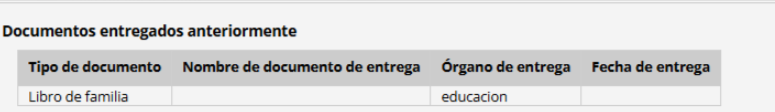 Documentos entregados anteriormente
Tipo de documento Nombre de documento de entrega Órgano de entrega Fecha de entrega
Libro de familia educacion